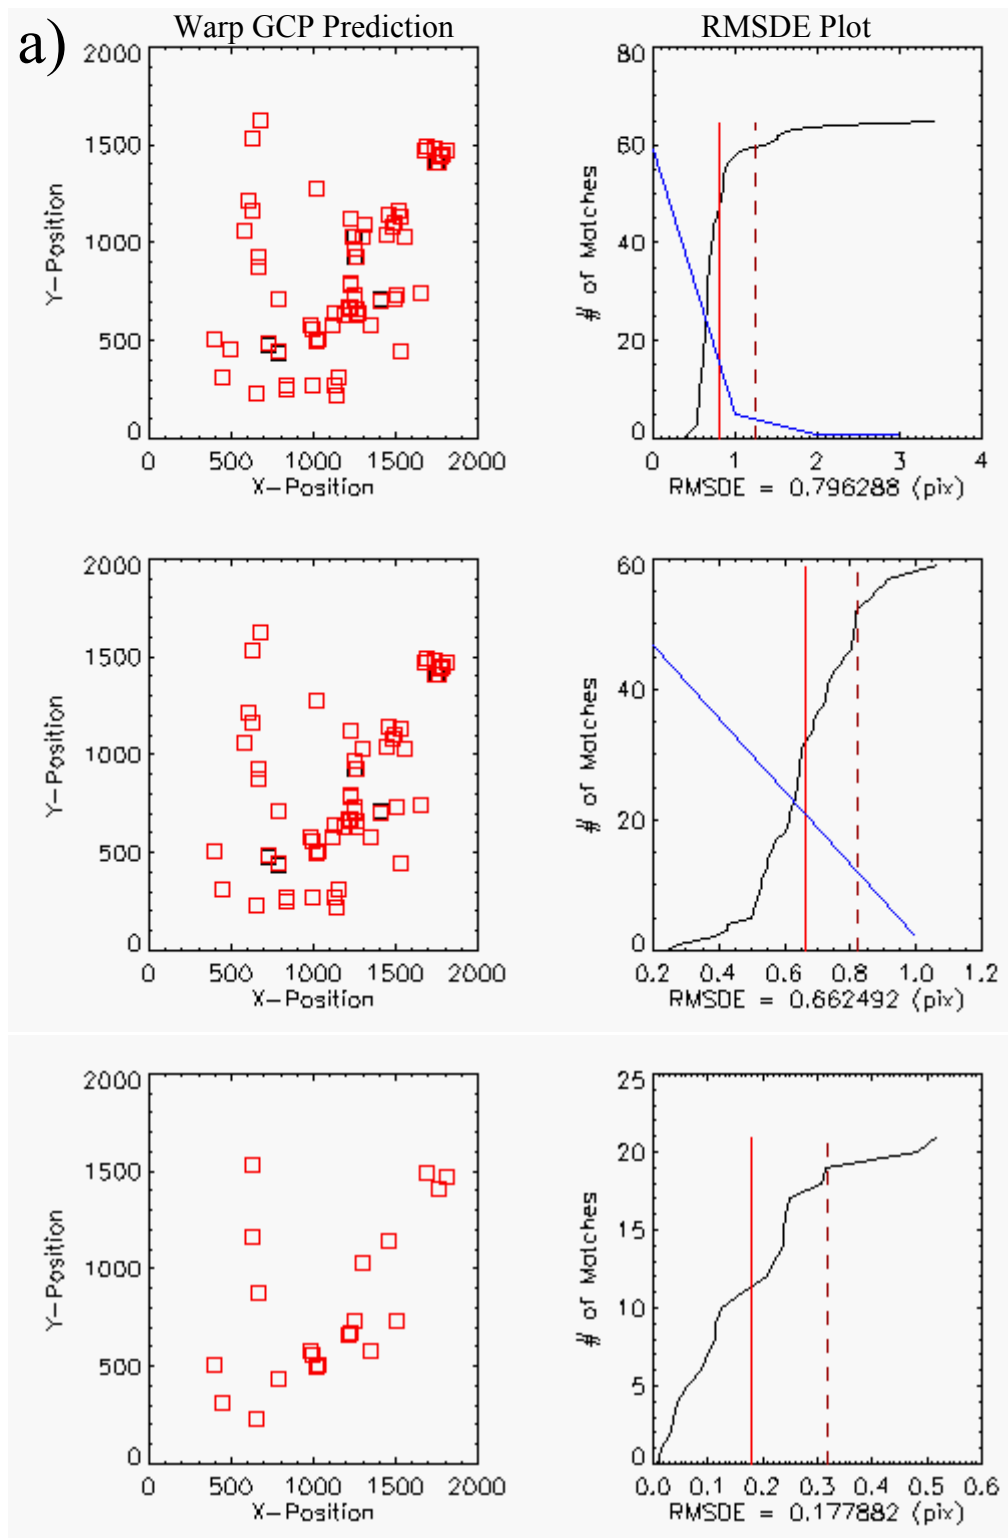 a)
Warp GCP Prediction
RMSDE Plot
2000
1500
1000
500
0
Y-Position
0 500 1000 1500 2000
X-Position
80
60
40
20
0
# of Matches
0 1 2 3 4
RMSDE = 0.796288 (pix)
2000
1500
1000
500
0
Y-Position
0 500 1000 1500 2000
X-Position
60
40
20
0
# of Matches
0.2 0.4 0.6 0.8 1.0 1.2
RMSDE = 0.662492 (pix)
2000
1500
1000
500
0
Y-Position
0 500 1000 1500 2000
X-Position
25
20
15
10
5
0
# of Matches
0.0 0.1 0.2 0.3 0.4 0.5 0.6
RMSDE = 0.177882 (pix)